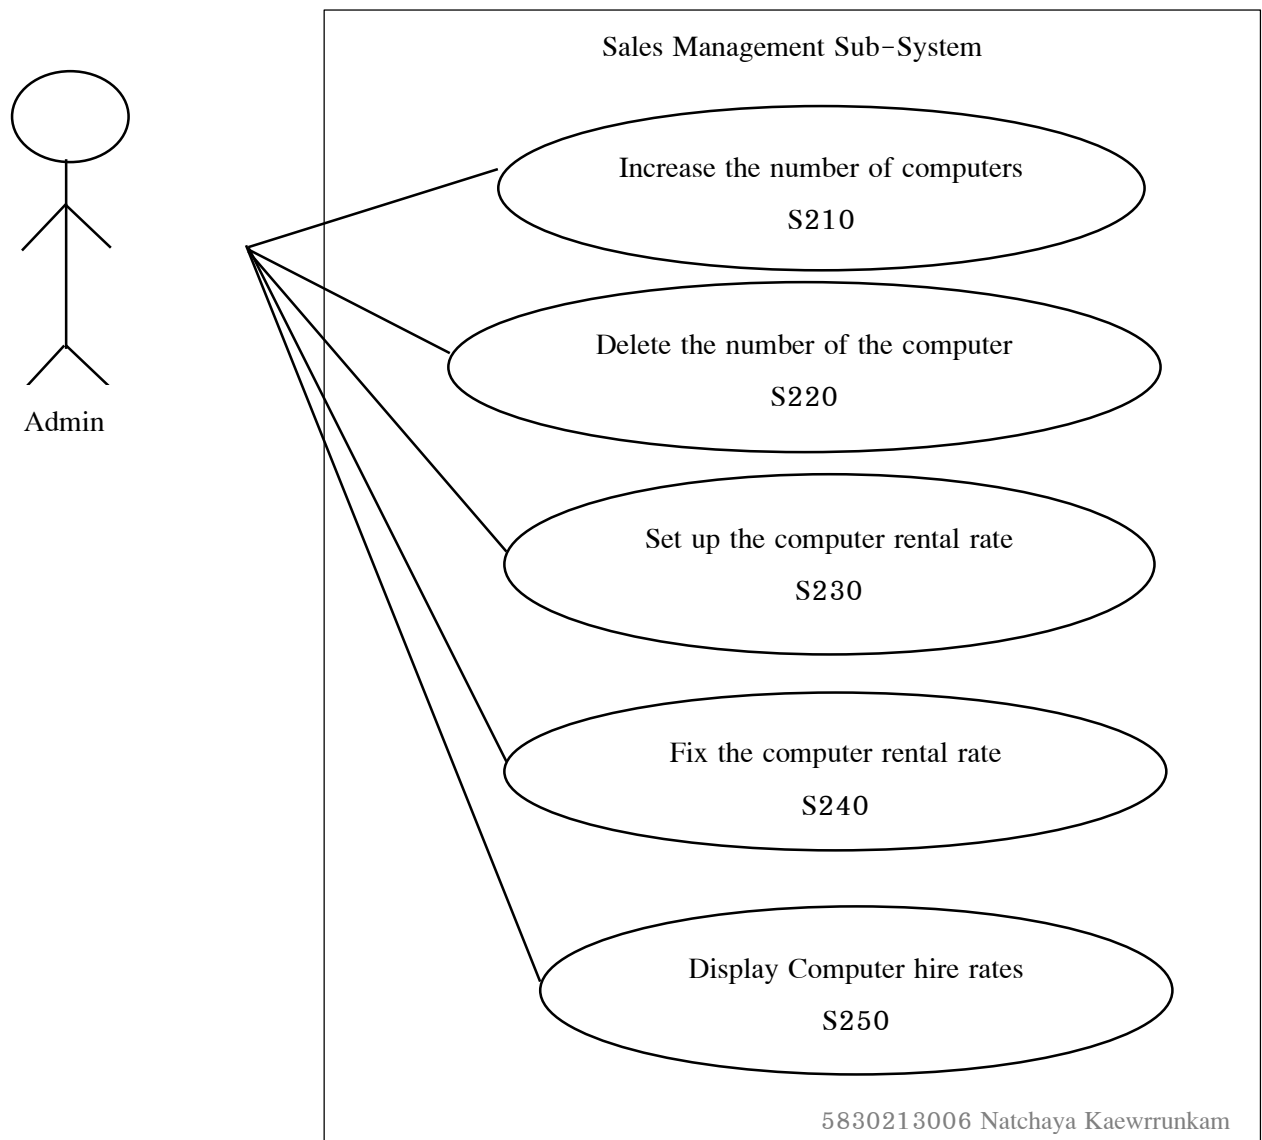 Sales Management Sub-System
Increase the number of computers
S210
Delete the number of the computer
S220
Admin
Set up the computer rental rate
S230
Fix the computer rental rate
S240
Display Computer hire rates
S250
5830213006 Natchaya Kaewrrunkam